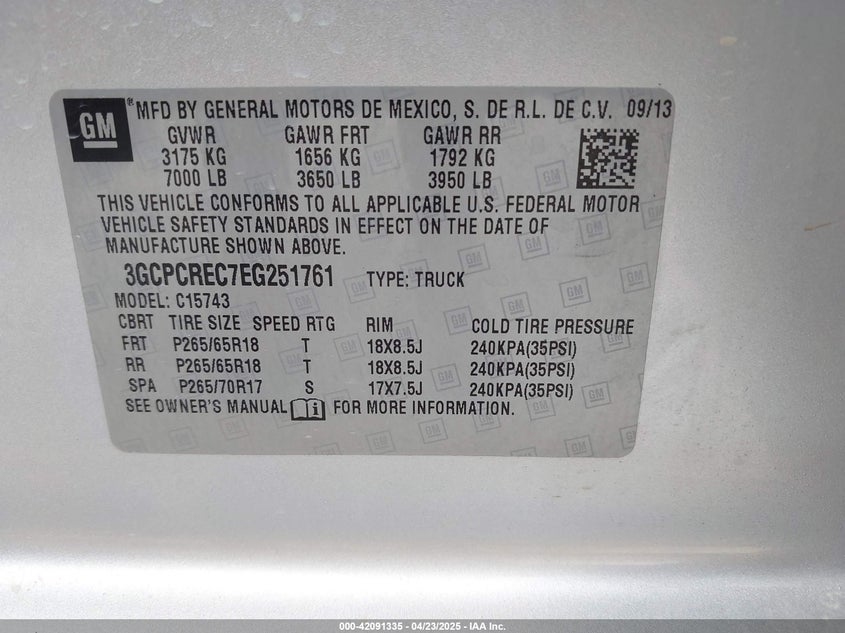 GM ® MFD BY GENERAL MOTORS DE MEXICO, S. DE R.L. DE C.V. 09/13
GVWR GAWR FRT GAWR RR
3175 KG 1656 KG 1792 KG
7000 LB 3650 LB 3950 LB
THIS VEHICLE CONFORMS TO ALL APPLICABLE U.S. FEDERAL MOTOR
VEHICLE SAFETY STANDARDS IN EFFECT ON THE DATE OF
MANUFACTURE SHOWN ABOVE.
3GCPCREC7EG251761 TYPE: TRUCK
MODEL: C15743
CBRT TIRE SIZE SPEED RTG RIM COLD TIRE PRESSURE
FRT P265/65R18 T 18X8.5J 240KPA(35PSI)
RR P265/65R18 T 18X8.5J 240KPA(35PSI)
SPA P265/70R17 S 17X7.5J 240KPA(35PSI)
SEE OWNER'S MANUAL FOR MORE INFORMATION.
000-42091335 - 04/23/2025 - IAA Inc.